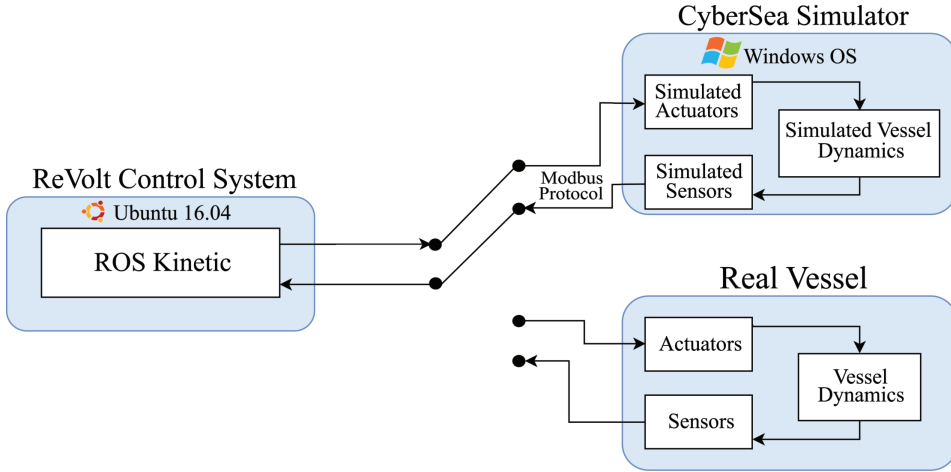 CyberSea Simulator
Windows OS
Simulated
Actuators
Simulated Vessel
Dynamics
Simulated
Sensors
Modbus
Protocol
ReVolt Control System
Ubuntu 16.04
ROS Kinetic
Real Vessel
Actuators
Vessel
Dynamics
Sensors